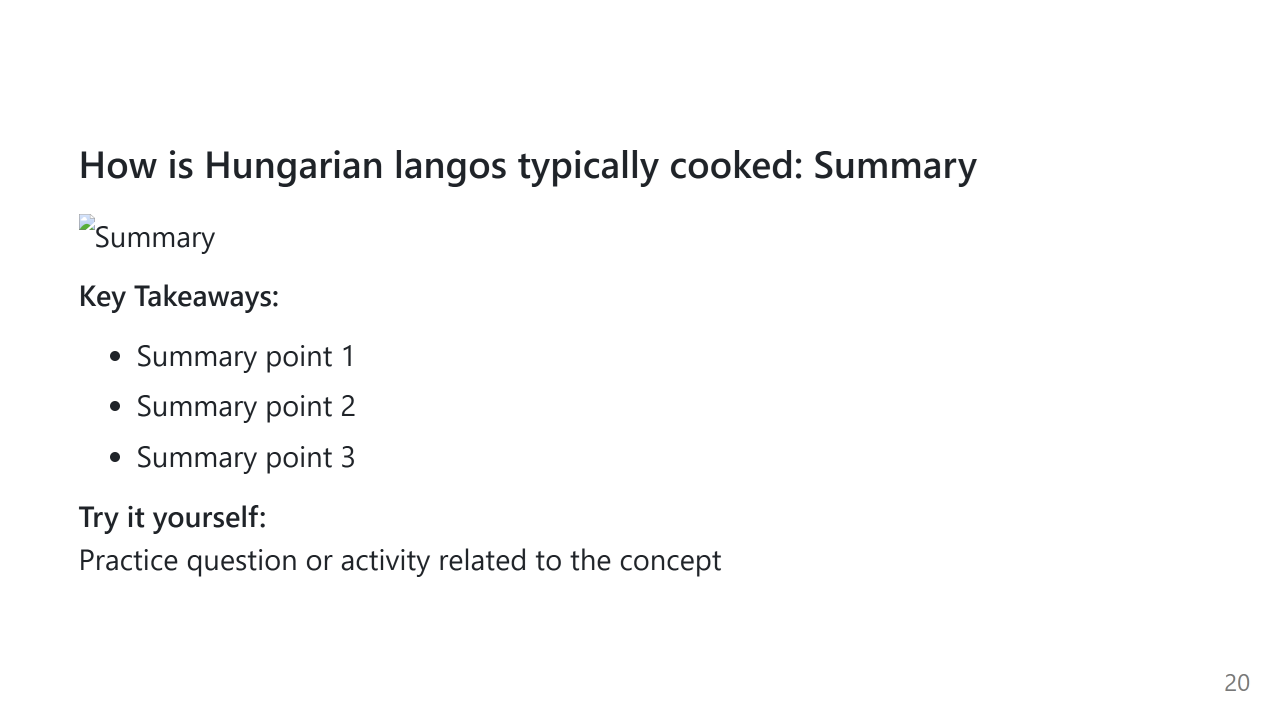 How is Hungarian langos typically cooked: Summary
Summary
Key Takeaways:
• Summary point 1
• Summary point 2
• Summary point 3
Try it yourself:
Practice question or activity related to the concept
20